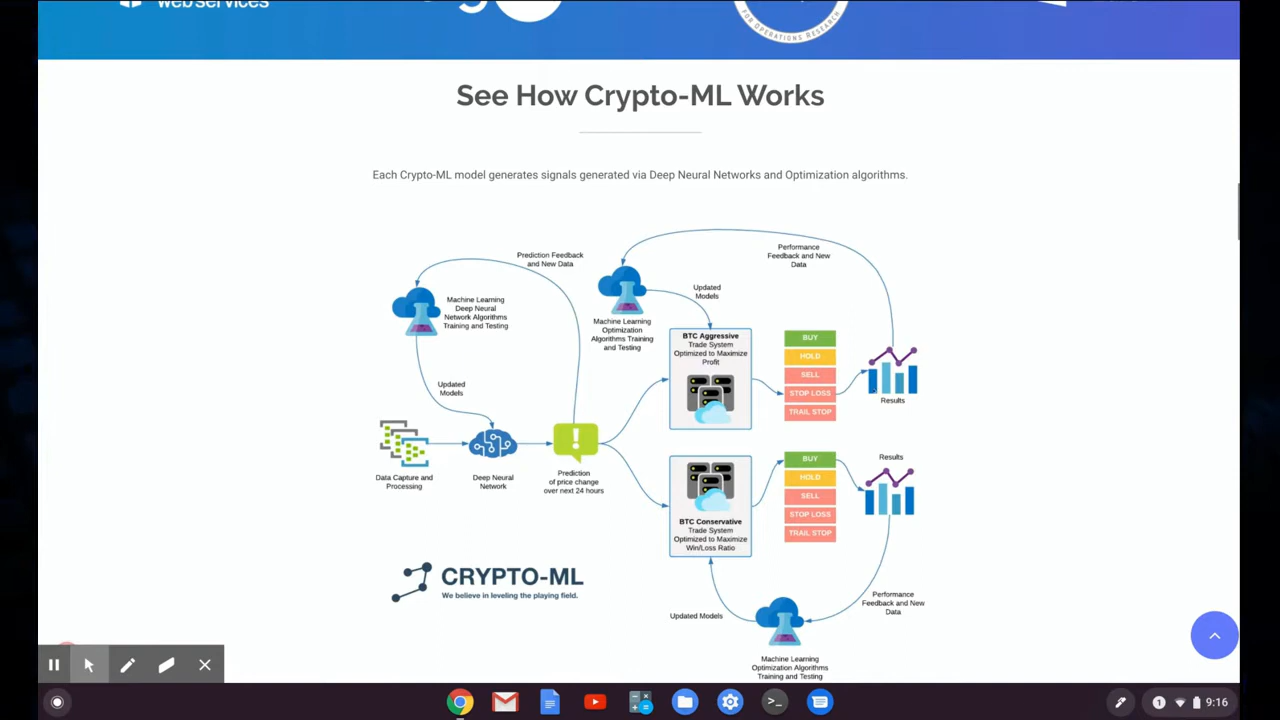 web services
FOR OPERATIONS RESEARCH
See How Crypto-ML Works
Each Crypto-ML model generates signals generated via Deep Neural Networks and Optimization algorithms.
Prediction Feedback
and New Data
Performance
Feedback and New
Data
Machine Learning
Deep Neural
Network Algorithms
Training and Testing
Updated
Models
Machine Learning
Optimization
Algorithms Training
and Testing
BTC Aggressive
Trade System
Optimized to Maximize
Profit
BUY
HOLD
SELL
STOP LOSS
TRAIL STOP
Results
Updated
Models
Data Capture and
Processing
Deep Neural
Network
!
Prediction
of price change
over next 24 hours
BTC Conservative
Trade System
Optimized to Maximize
Win/Loss Ratio
BUY
HOLD
SELL
STOP LOSS
TRAIL STOP
Results
CRYPTO-ML
We believe in leveling the playing field.
Updated Models
Performance
Feedback and New
Data
Machine Learning
Optimization Algorithms
Training and Testing
>_
1
9:16